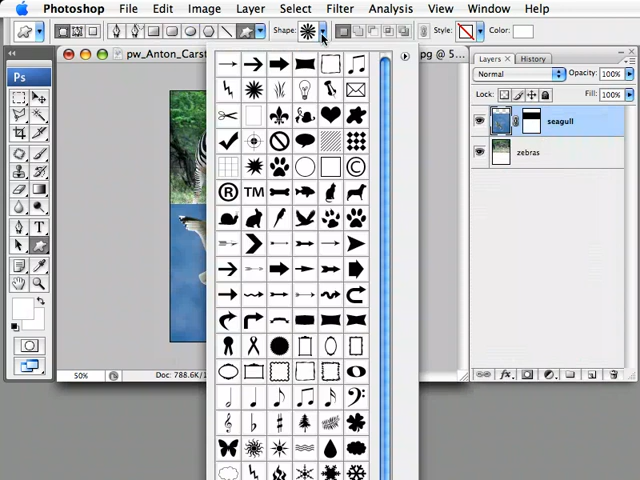 Photoshop File Edit Image Layer Select Filter Analysis View Window Help
Shape: Style: Color:
pw_Anton_Carst .jpg @ 5...
Ps
Layers × History
Normal Opacity: 100%
Lock: Fill: 100%
seagull
zebras
T
® TM ©
50% Doc: 788.6K/1